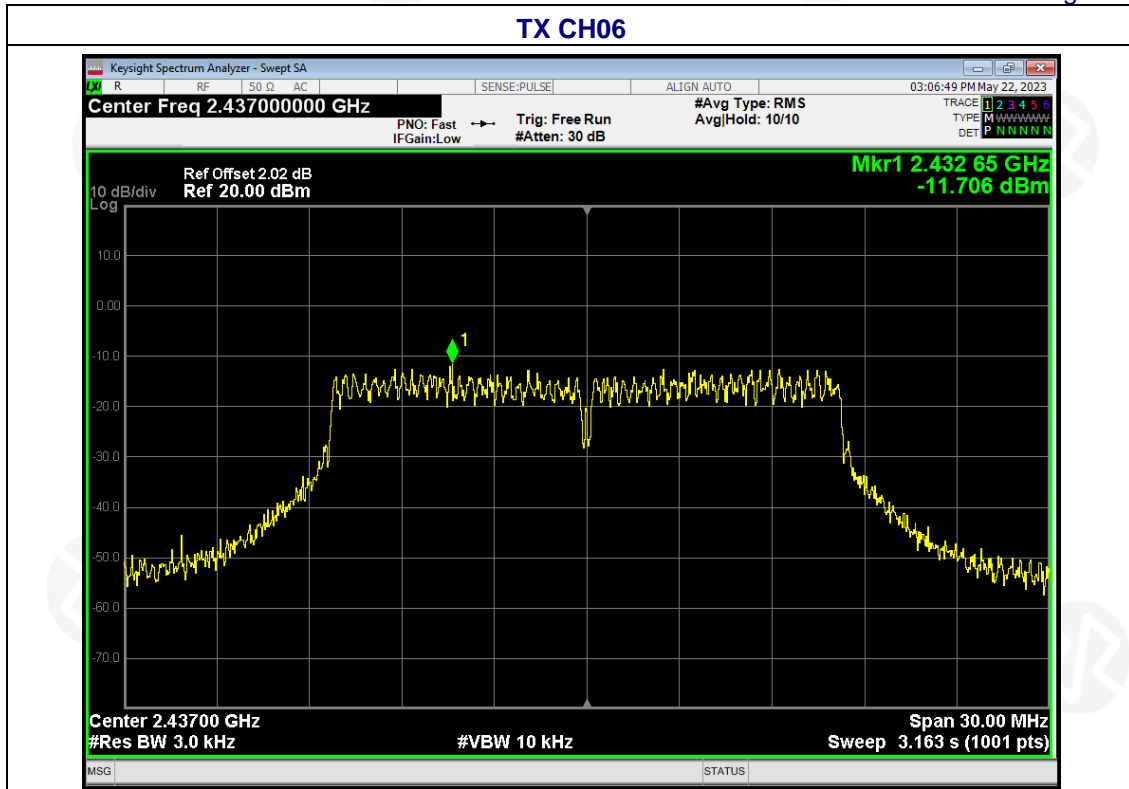 TX CH06
Keysight Spectrum Analyzer - Swept SA
LXI R RF 50 Ω AC SENSE:PULSE ALIGN AUTO 03:06:49 PM May 22, 2023
Center Freq 2.437000000 GHz #Avg Type: RMS TRACE 1 2 3 4 5 6
PNO: Fast Trig: Free Run Avg|Hold: 10/10 TYPE M WWWWW
IFGain:Low #Atten: 30 dB DET P N N N N N
Mkr1 2.432 65 GHz
Ref Offset 2.02 dB
10 dB/div Ref 20.00 dBm -11.706 dBm
Log
10.0
0.00
1
-10.0
-20.0
-30.0
-40.0
-50.0
-60.0
-70.0
Center 2.43700 GHz Span 30.00 MHz
#Res BW 3.0 kHz #VBW 10 kHz Sweep 3.163 s (1001 pts)
MSG STATUS